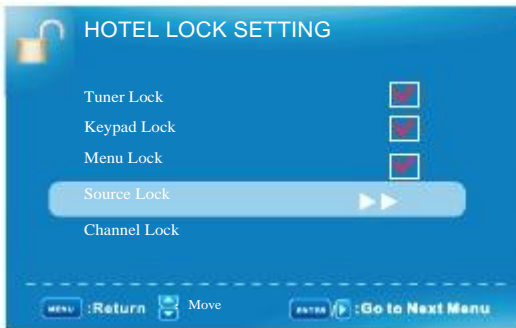 HOTEL LOCK SETTING
Tuner Lock
Keypad Lock
Menu Lock
Source Lock
Channel Lock
MENU :Return Move ENTER / :Go to Next Menu